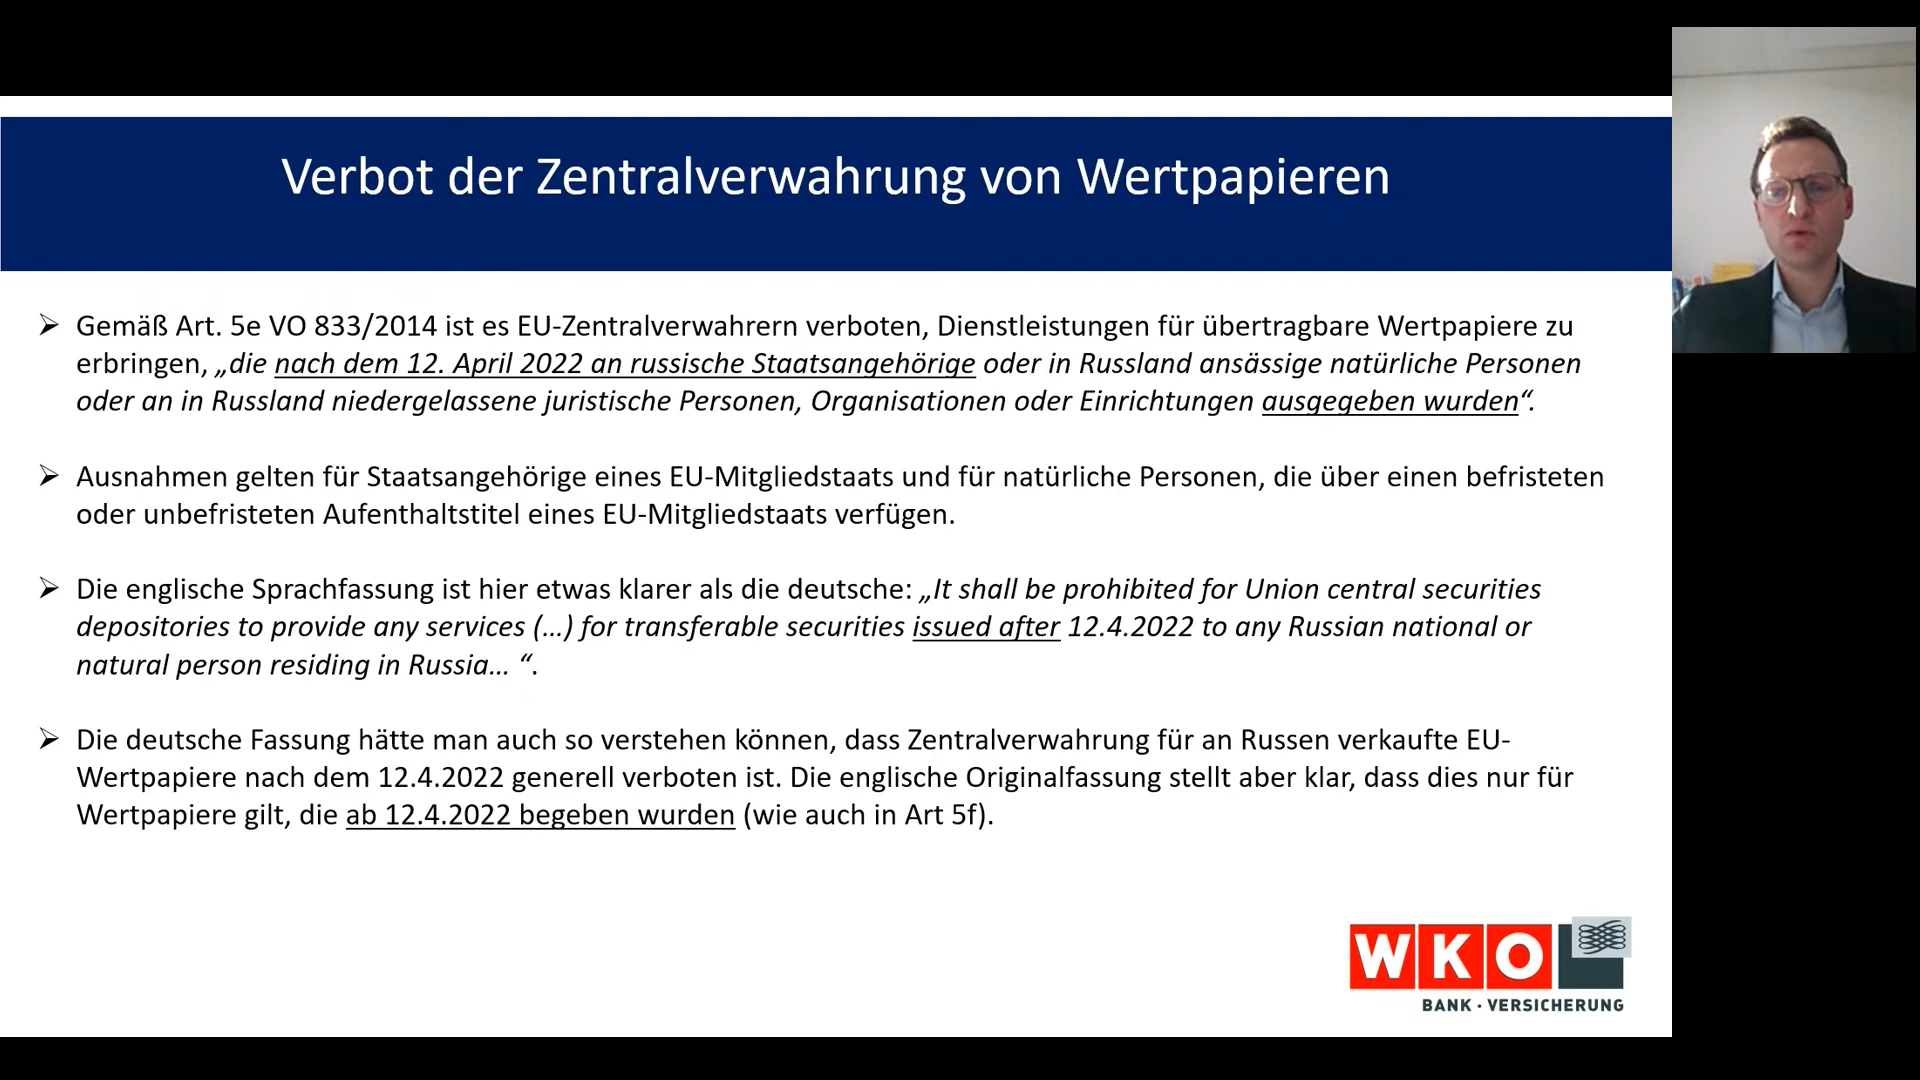 Verbot der Zentralverwahrung von Wertpapieren
➢ Gemäß Art. 5e VO 833/2014 ist es EU-Zentralverwahrern verboten, Dienstleistungen für übertragbare Wertpapiere zu
erbringen, „die nach dem 12. April 2022 an russische Staatsangehörige oder in Russland ansässige natürliche Personen
oder an in Russland niedergelassene juristische Personen, Organisationen oder Einrichtungen ausgegeben wurden“.
➢ Ausnahmen gelten für Staatsangehörige eines EU-Mitgliedstaats und für natürliche Personen, die über einen befristeten
oder unbefristeten Aufenthaltstitel eines EU-Mitgliedstaats verfügen.
➢ Die englische Sprachfassung ist hier etwas klarer als die deutsche: „It shall be prohibited for Union central securities
depositories to provide any services (…) for transferable securities issued after 12.4.2022 to any Russian national or
natural person residing in Russia… “.
➢ Die deutsche Fassung hätte man auch so verstehen können, dass Zentralverwahrung für an Russen verkaufte EU-
Wertpapiere nach dem 12.4.2022 generell verboten ist. Die englische Originalfassung stellt aber klar, dass dies nur für
Wertpapiere gilt, die ab 12.4.2022 begeben wurden (wie auch in Art 5f).
WKO
BANK · VERSICHERUNG